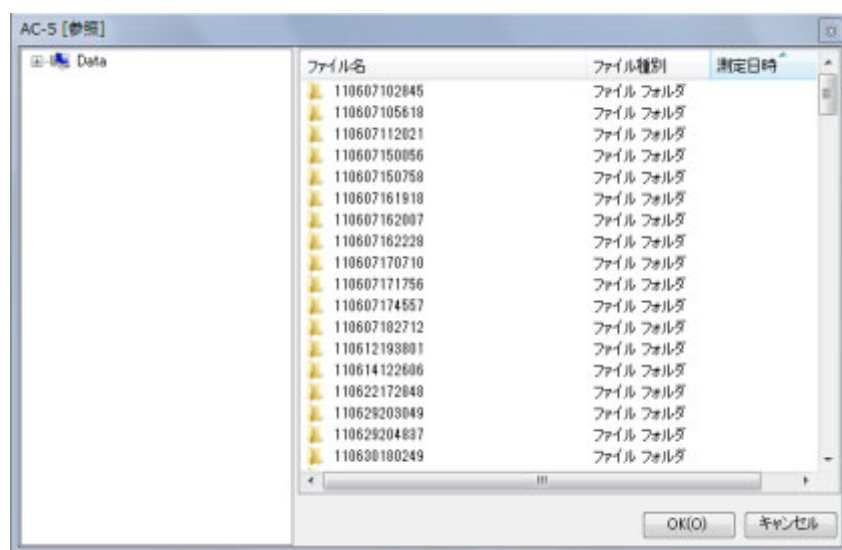 AC-5 [参照]
Data
ファイル名 ファイル種別 測定日時
110607102845 ファイル フォルダ
110607105618 ファイル フォルダ
110607112021 ファイル フォルダ
110607150056 ファイル フォルダ
110607150758 ファイル フォルダ
110607161918 ファイル フォルダ
110607162007 ファイル フォルダ
110607162228 ファイル フォルダ
110607170710 ファイル フォルダ
110607171756 ファイル フォルダ
110607174557 ファイル フォルダ
110607182712 ファイル フォルダ
110612193801 ファイル フォルダ
110614122606 ファイル フォルダ
110622172848 ファイル フォルダ
110629203049 ファイル フォルダ
110629204837 ファイル フォルダ
110630180249 ファイル フォルダ
OK(O) キャンセル